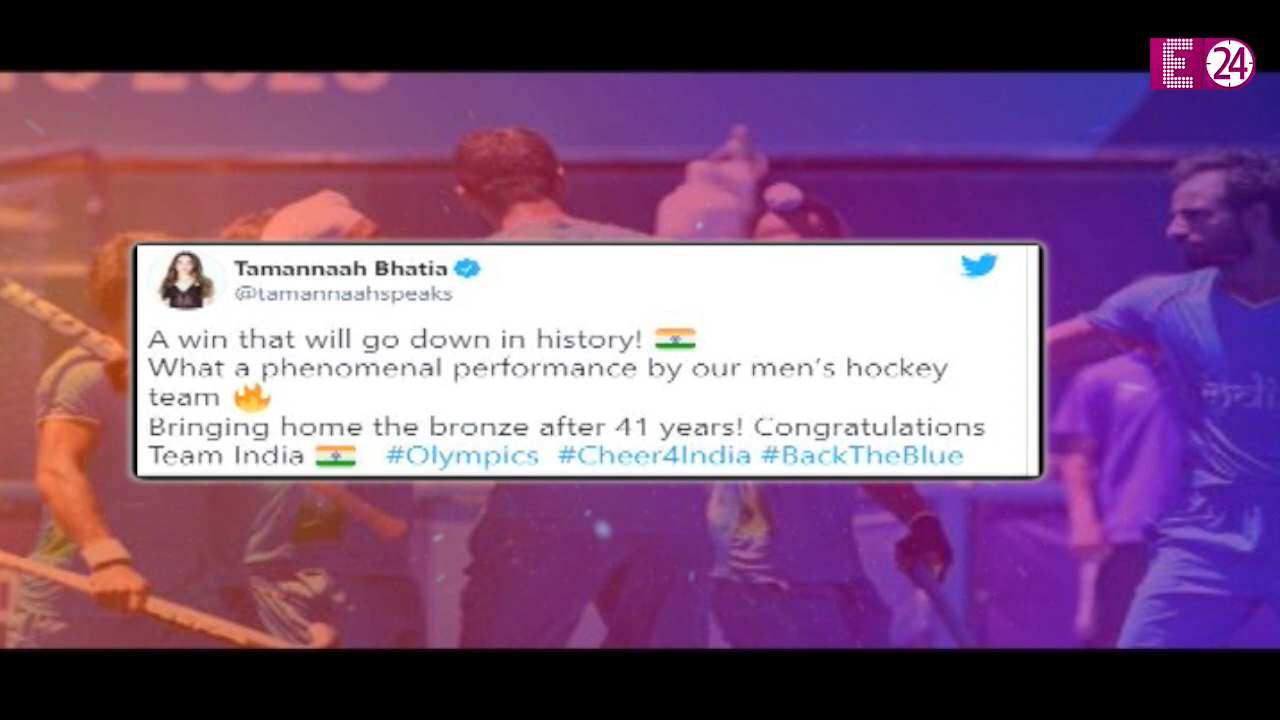 E 24
Tamannaah Bhatia
@tamannaahspeaks
A win that will go down in history! 🇮🇳
What a phenomenal performance by our men's hockey
team 🔥
Bringing home the bronze after 41 years! Congratulations
Team India 🇮🇳 #Olympics #Cheer4India #BackTheBlue